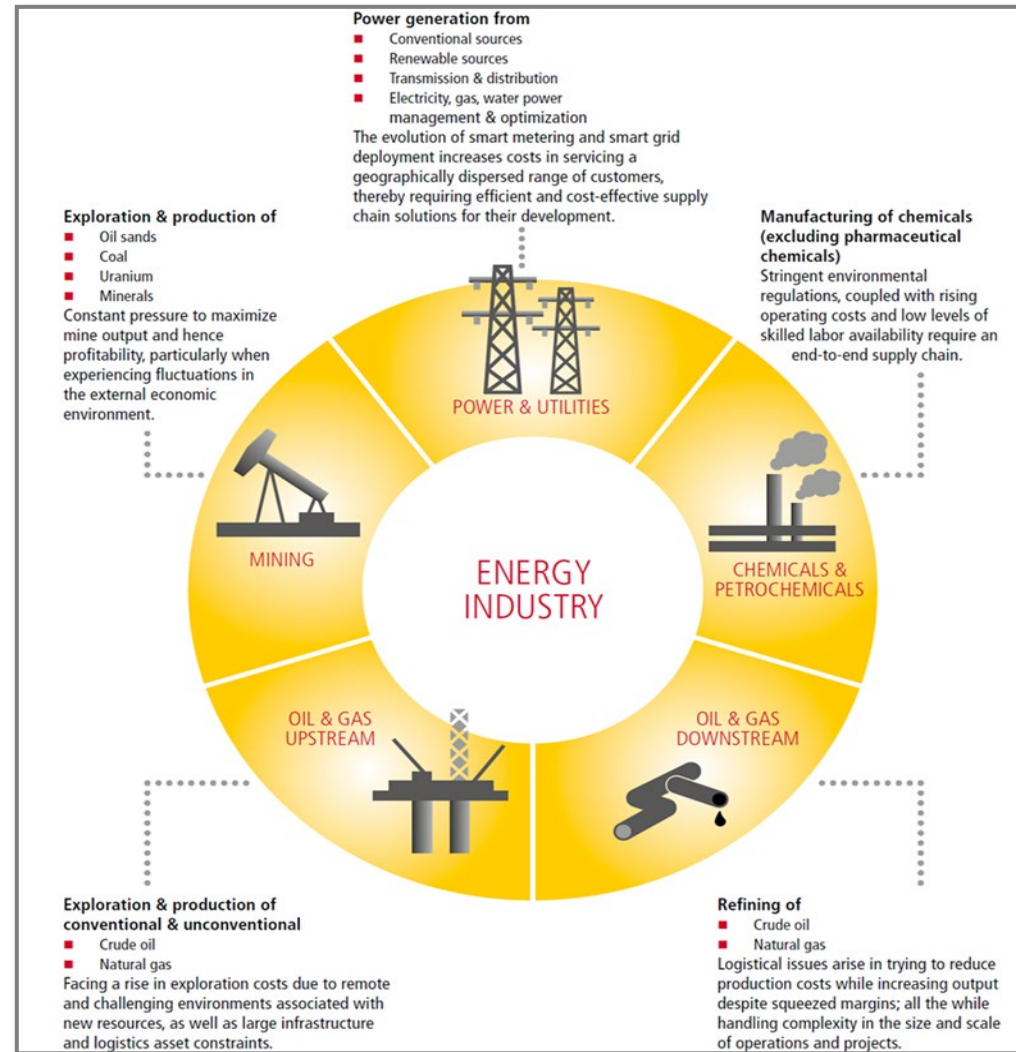 Power generation from
Conventional sources
Renewable sources
Transmission & distribution
Electricity, gas, water power
management & optimization
The evolution of smart metering and smart grid
deployment increases costs in servicing a
geographically dispersed range of customers,
thereby requiring efficient and cost-effective supply
chain solutions for their development.
Exploration & production of
Oil sands
Coal
Uranium
Minerals
Constant pressure to maximize
mine output and hence
profitability, particularly when
experiencing fluctuations in
the external economic
environment.
Manufacturing of chemicals
(excluding pharmaceutical
chemicals)
Stringent environmental
regulations, coupled with rising
operating costs and low levels of
skilled labor availability require an
end-to-end supply chain.
POWER & UTILITIES
MINING
CHEMICALS &
PETROCHEMICALS
ENERGY
INDUSTRY
OIL & GAS
UPSTREAM
OIL & GAS
DOWNSTREAM
Exploration & production of
conventional & unconventional
Crude oil
Natural gas
Facing a rise in exploration costs due to remote
and challenging environments associated with
new resources, as well as large infrastructure
and logistics asset constraints.
Refining of
Crude oil
Natural gas
Logistical issues arise in trying to reduce
production costs while increasing output
despite squeezed margins; all the while
handling complexity in the size and scale
of operations and projects.